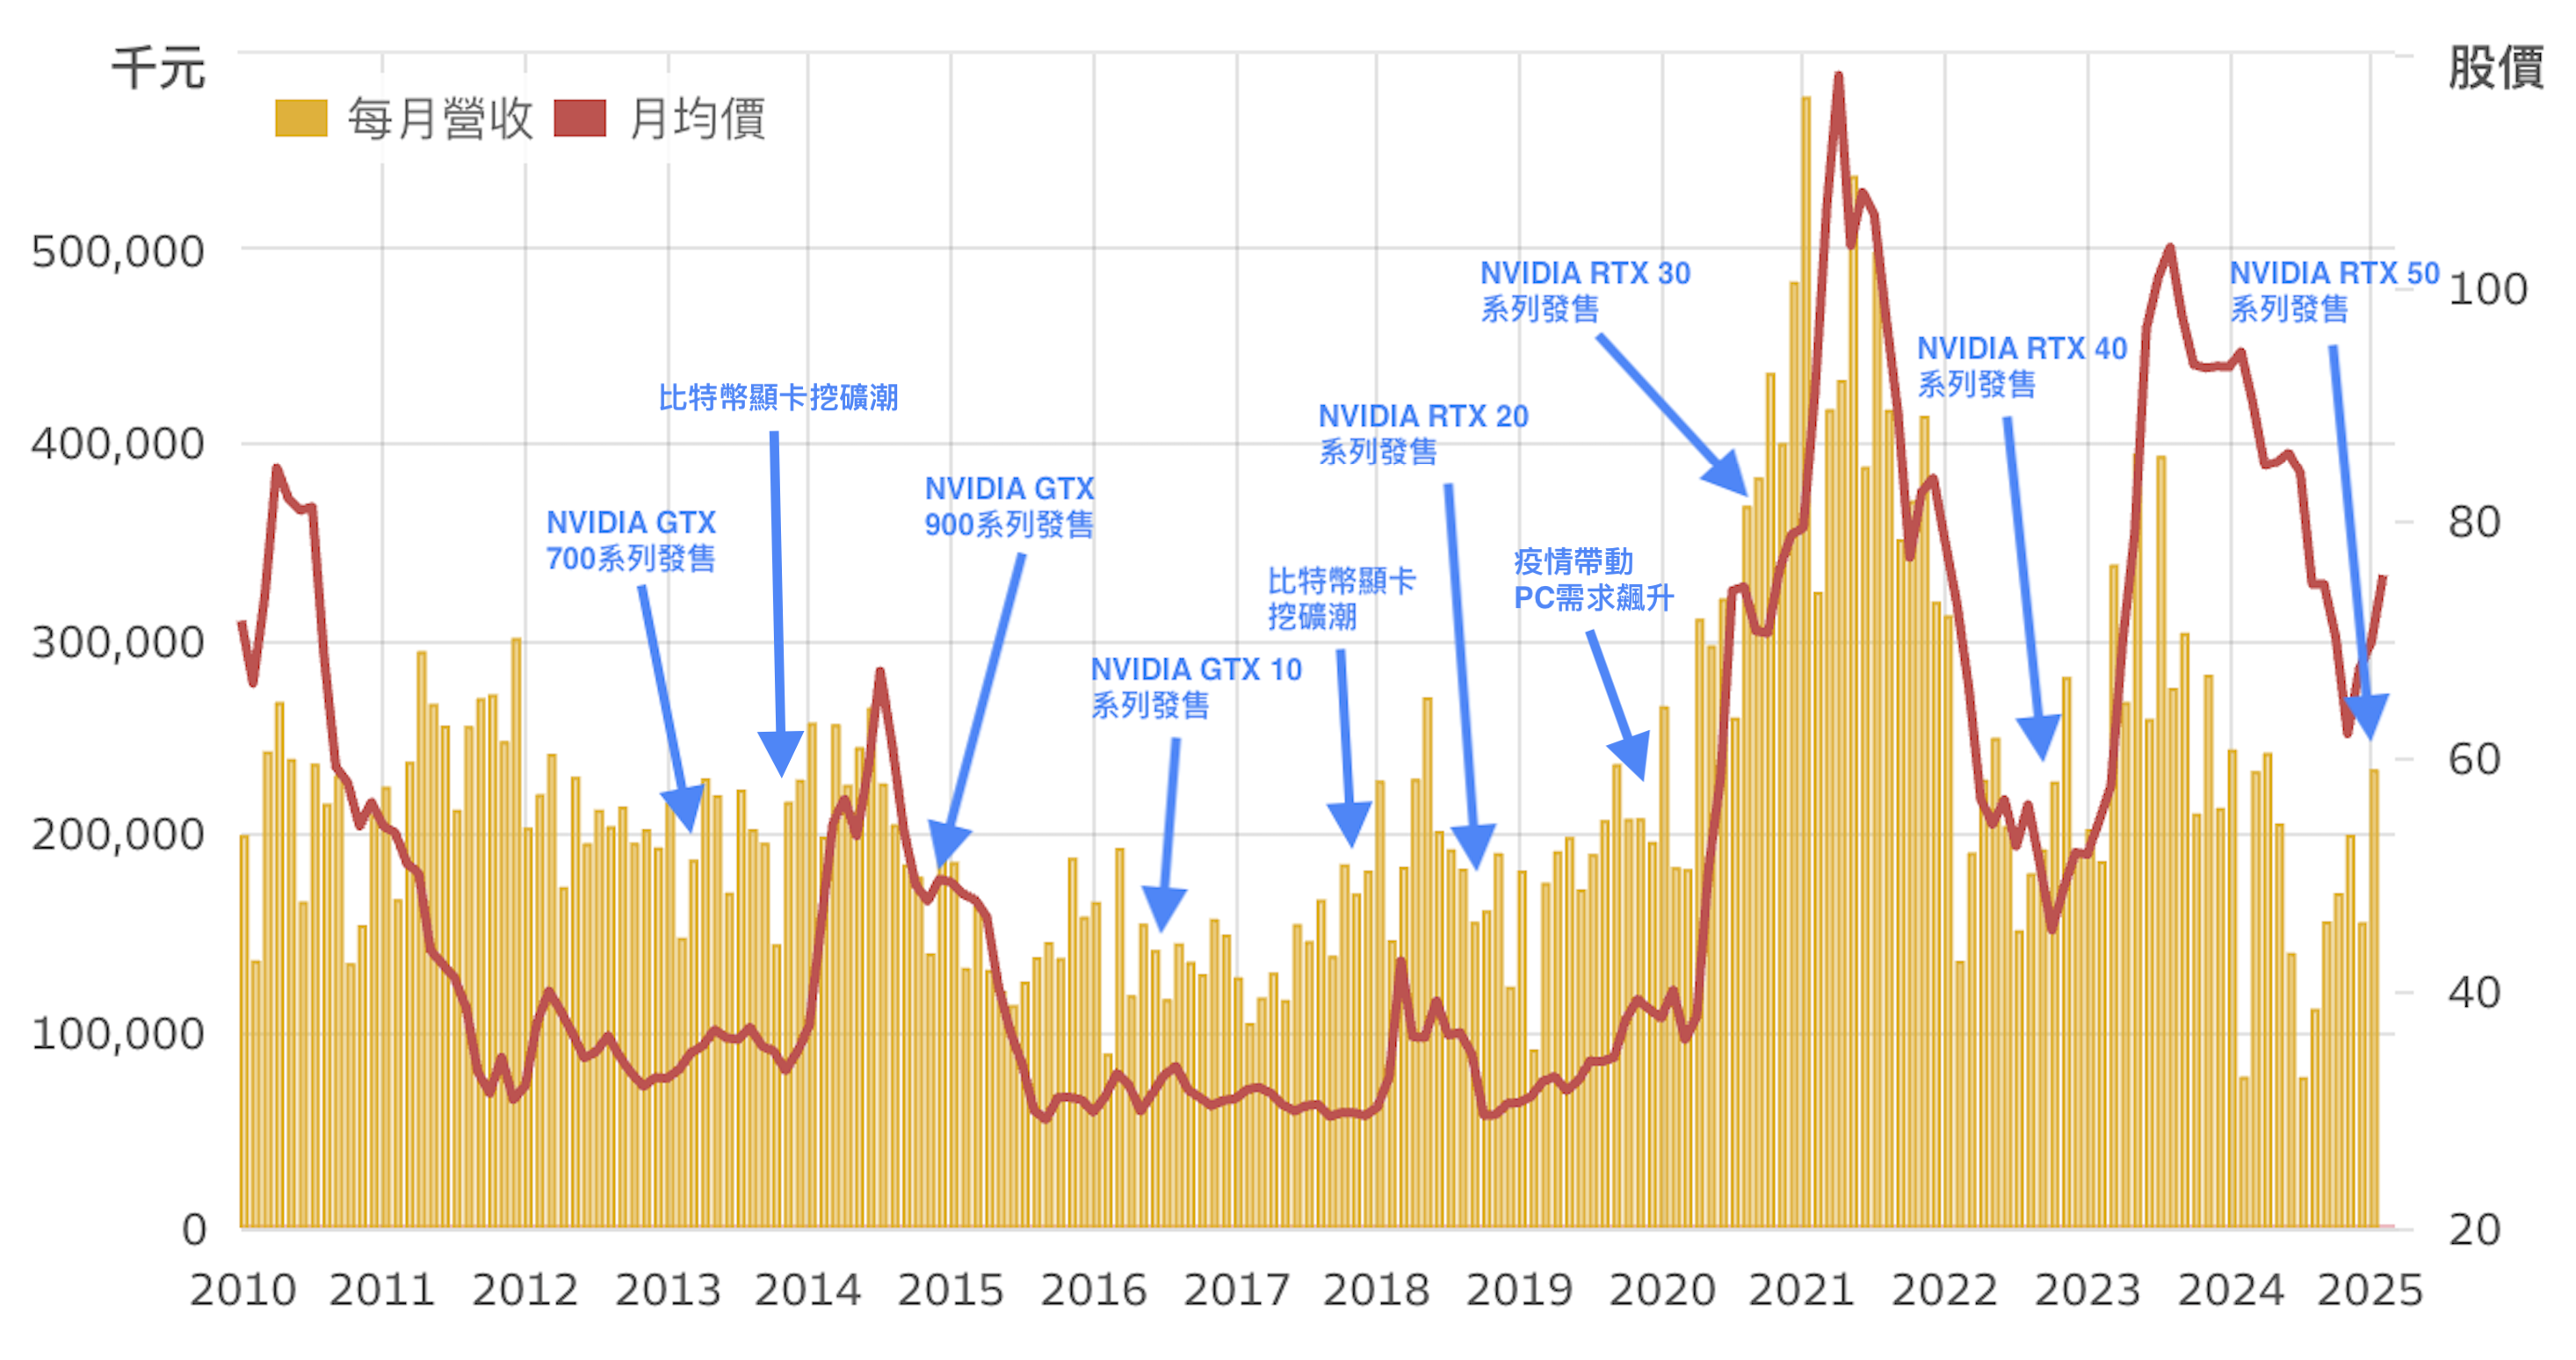 千元
股價
每月營收 月均價
500,000
400,000
300,000
200,000
100,000
0
100
80
60
40
20
NVIDIA GTX
700系列發售
比特幣顯卡挖礦潮
NVIDIA GTX
900系列發售
NVIDIA GTX 10
系列發售
比特幣顯卡
挖礦潮
NVIDIA RTX 20
系列發售
疫情帶動
PC需求飆升
NVIDIA RTX 30
系列發售
NVIDIA RTX 40
系列發售
NVIDIA RTX 50
系列發售
2010 2011 2012 2013 2014 2015 2016 2017 2018 2019 2020 2021 2022 2023 2024 2025